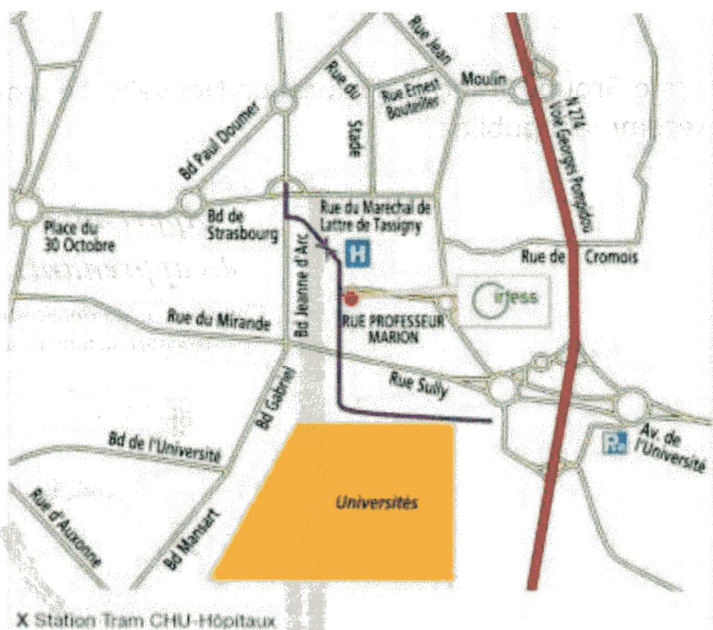 Rue Jean
Moulin
Rue du
Stade
Rue Ernest
Bouteiller
N 274
Voie Georges Pompidou
Bd Paul Doumer
Place du
30 Octobre
Bd de
Strasbourg
Rue du Marechal de
Lattre de Tassigny
H
Rue de Cromois
Bd Jeanne d'Arc
irtess
Rue du Mirande
RUE PROFESSEUR
MARION
Rue Sully
Bd Gabriel
Av. de
l'Université
Bd de l'Université
Universités
Rue d'Auxonne
Bd Mansart
X Station Tram CHU-Hôpitaux